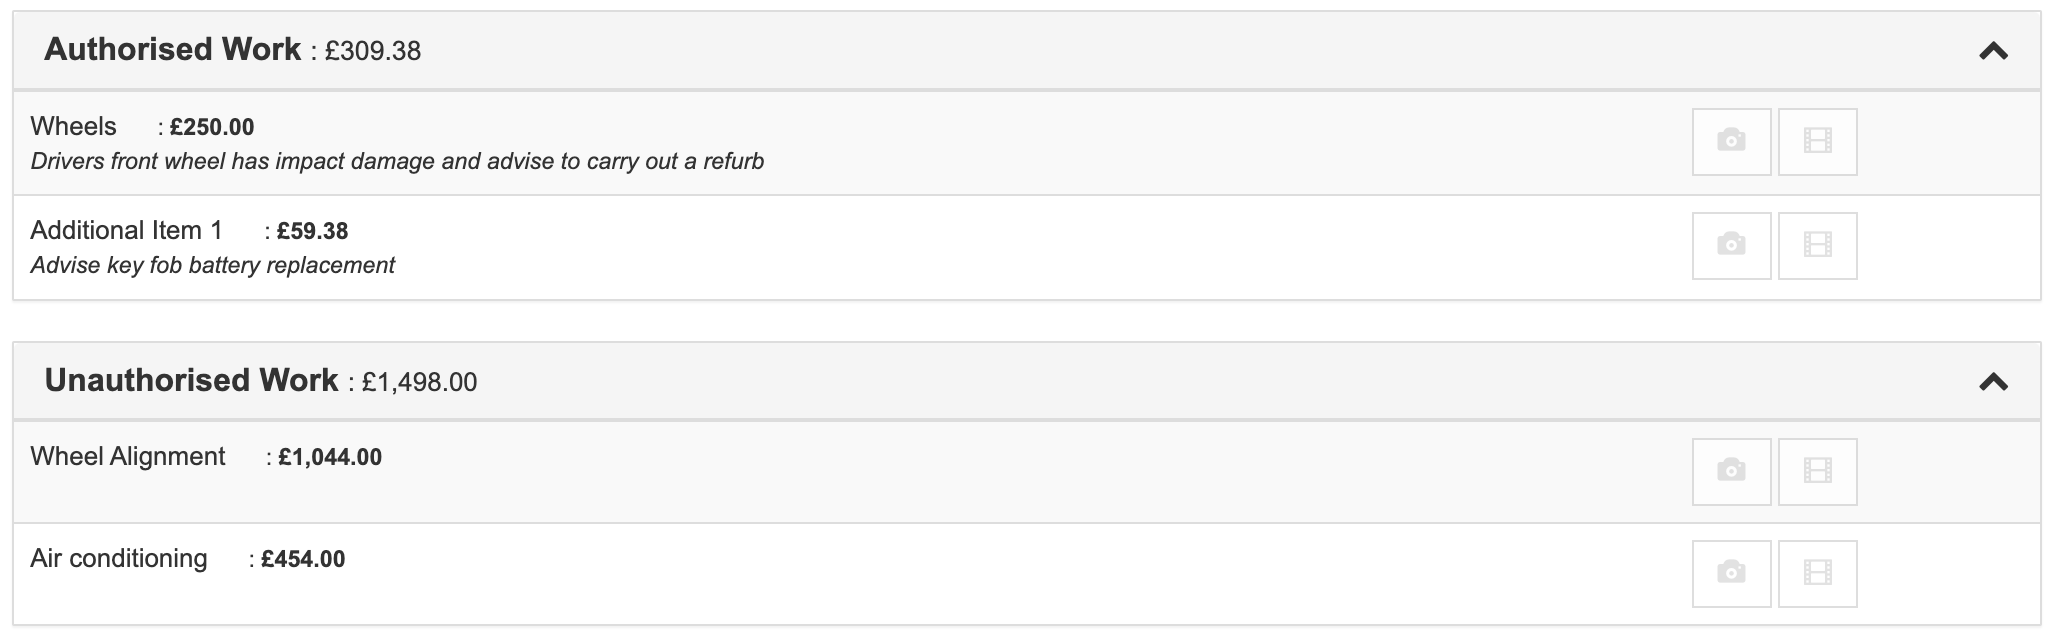 Authorised Work : £309.38
Wheels : £250.00
Drivers front wheel has impact damage and advise to carry out a refurb
Additional Item 1 : £59.38
Advise key fob battery replacement
Unauthorised Work : £1,498.00
Wheel Alignment : £1,044.00
Air conditioning : £454.00